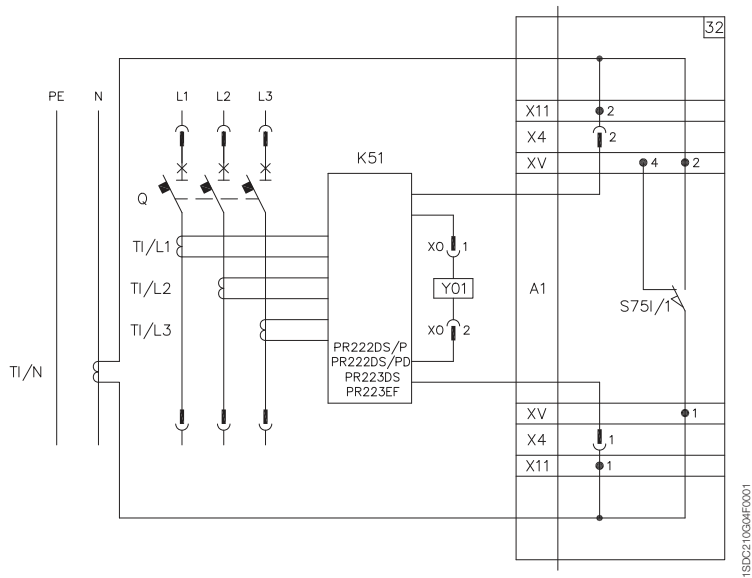 32
PE N L1 L2 L3
X11 2
X4 2
K51
XV 4 2
Q
TI/L1
X0 1
TI/L2
Y01
A1
S75I/1
TI/L3
X0 2
PR222DS/P
PR222DS/PD
TI/N
PR223DS
PR223EF
XV 1
X4 1
X11 1
1SDC210G04F0001